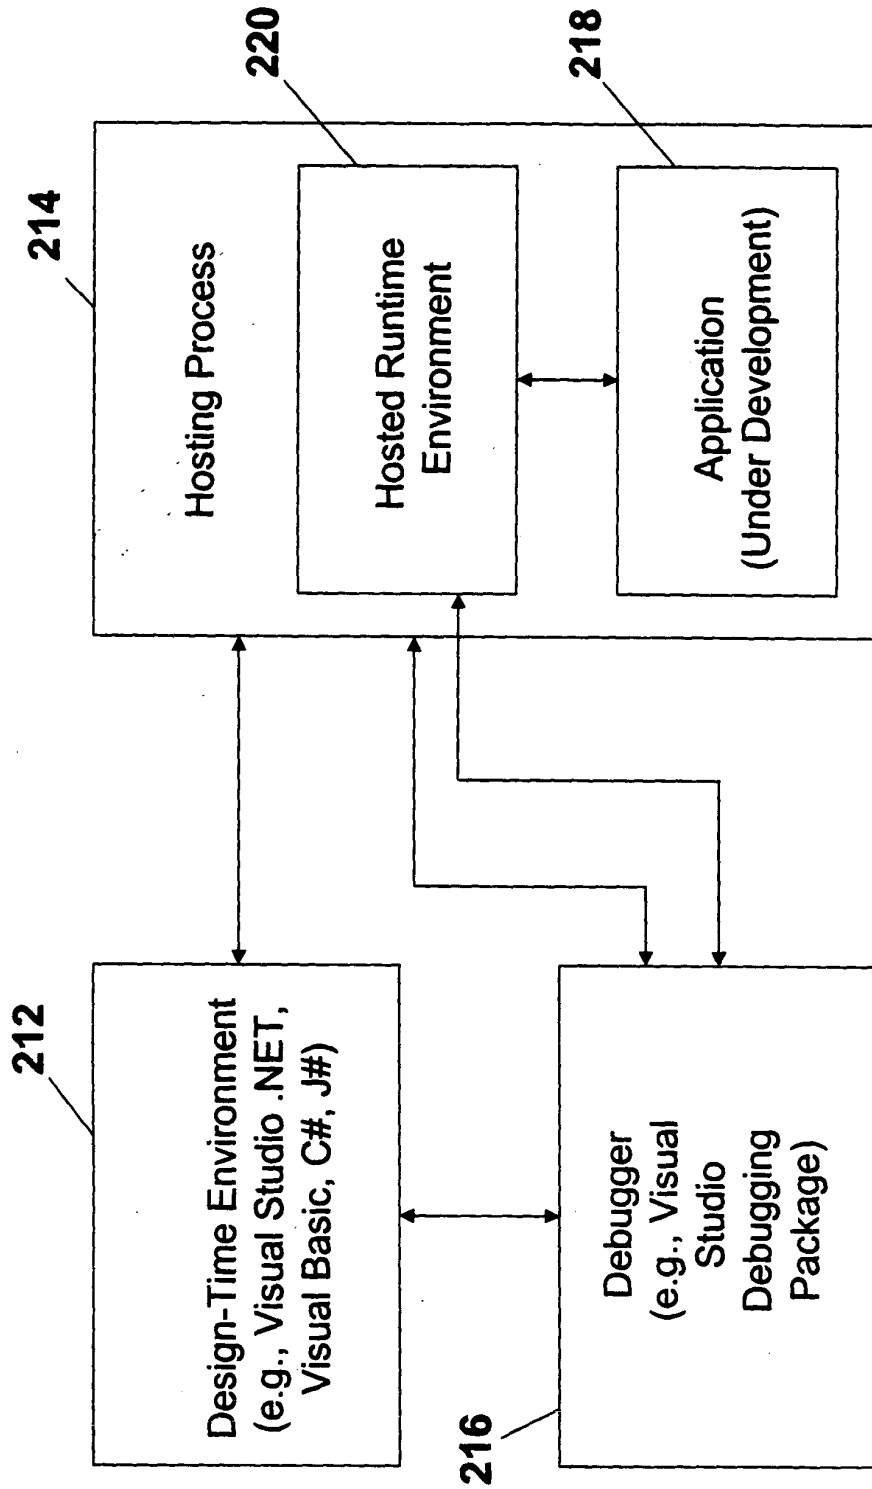 212
Design-Time Environment
(e.g., Visual Studio .NET,
Visual Basic, C#, J#)
216
Debugger
(e.g., Visual
Studio
Debugging
Package)
214
Hosting Process
220
Hosted Runtime
Environment
218
Application
(Under Development)